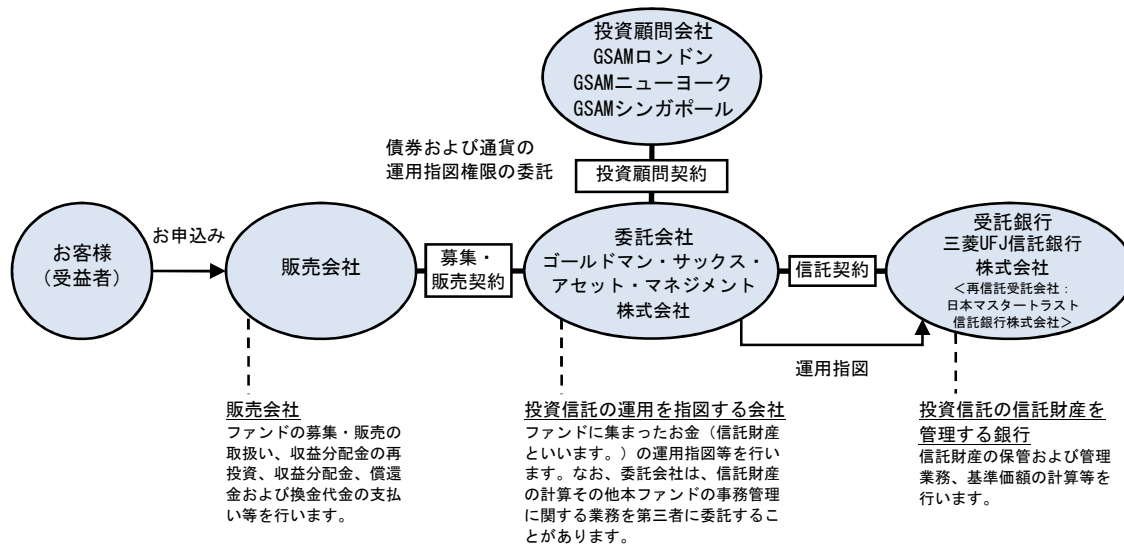 投資顧問会社
GSAMロンドン
GSAMニューヨーク
GSAMシンガポール
債券および通貨の
運用指図権限の委託
投資顧問契約
お客様
（受益者）
お申込み
販売会社
募集・
販売契約
委託会社
ゴールドマン・サックス・
アセット・マネジメント
株式会社
信託契約
受託銀行
三菱UFJ信託銀行
株式会社
＜再信託受託会社：
日本マスタートラスト
信託銀行株式会社＞
運用指図
販売会社
ファンドの募集・販売の
取扱い、収益分配金の再
投資、収益分配金、償還
金および換金代金の支払
い等を行います。
投資信託の運用を指図する会社
ファンドに集まったお金（信託財産
といいます。）の運用指図等を行い
ます。なお、委託会社は、信託財産
の計算その他本ファンドの事務管理
に関する業務を第三者に委託するこ
とがあります。
投資信託の信託財産を
管理する銀行
信託財産の保管および管理
業務、基準価額の計算等を
行います。